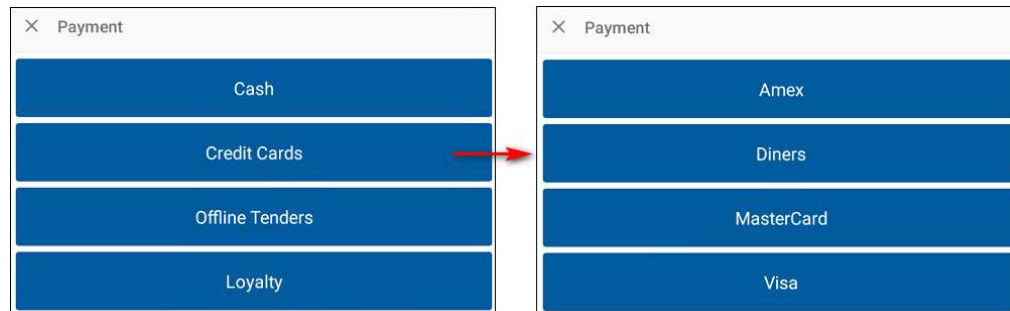 Payment
Cash
Credit Cards
Offline Tenders
Loyalty
Payment
Amex
Diners
MasterCard
Visa